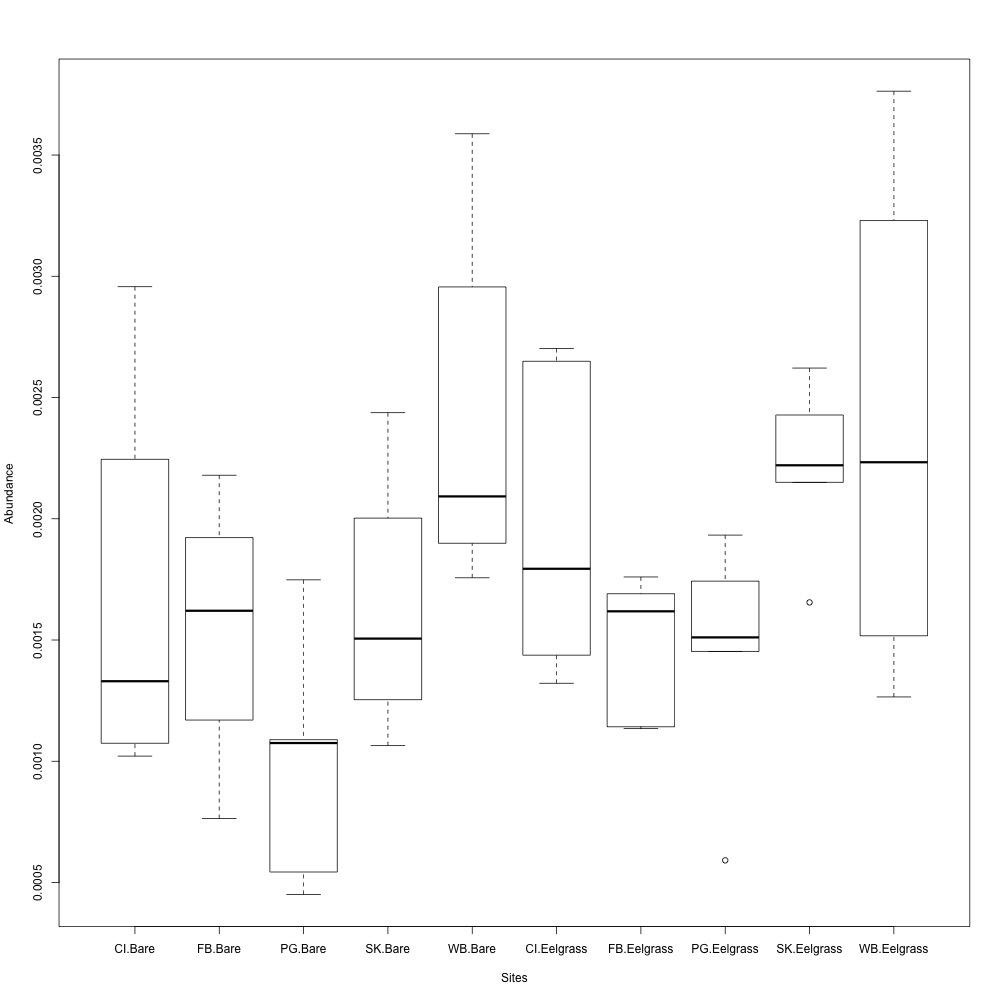 Abundance
0.0035
0.0030
0.0025
0.0020
0.0015
0.0010
0.0005
CI.Bare FB.Bare PG.Bare SK.Bare WB.Bare CI.Eelgrass FB.Eelgrass PG.Eelgrass SK.Eelgrass WB.Eelgrass
Sites